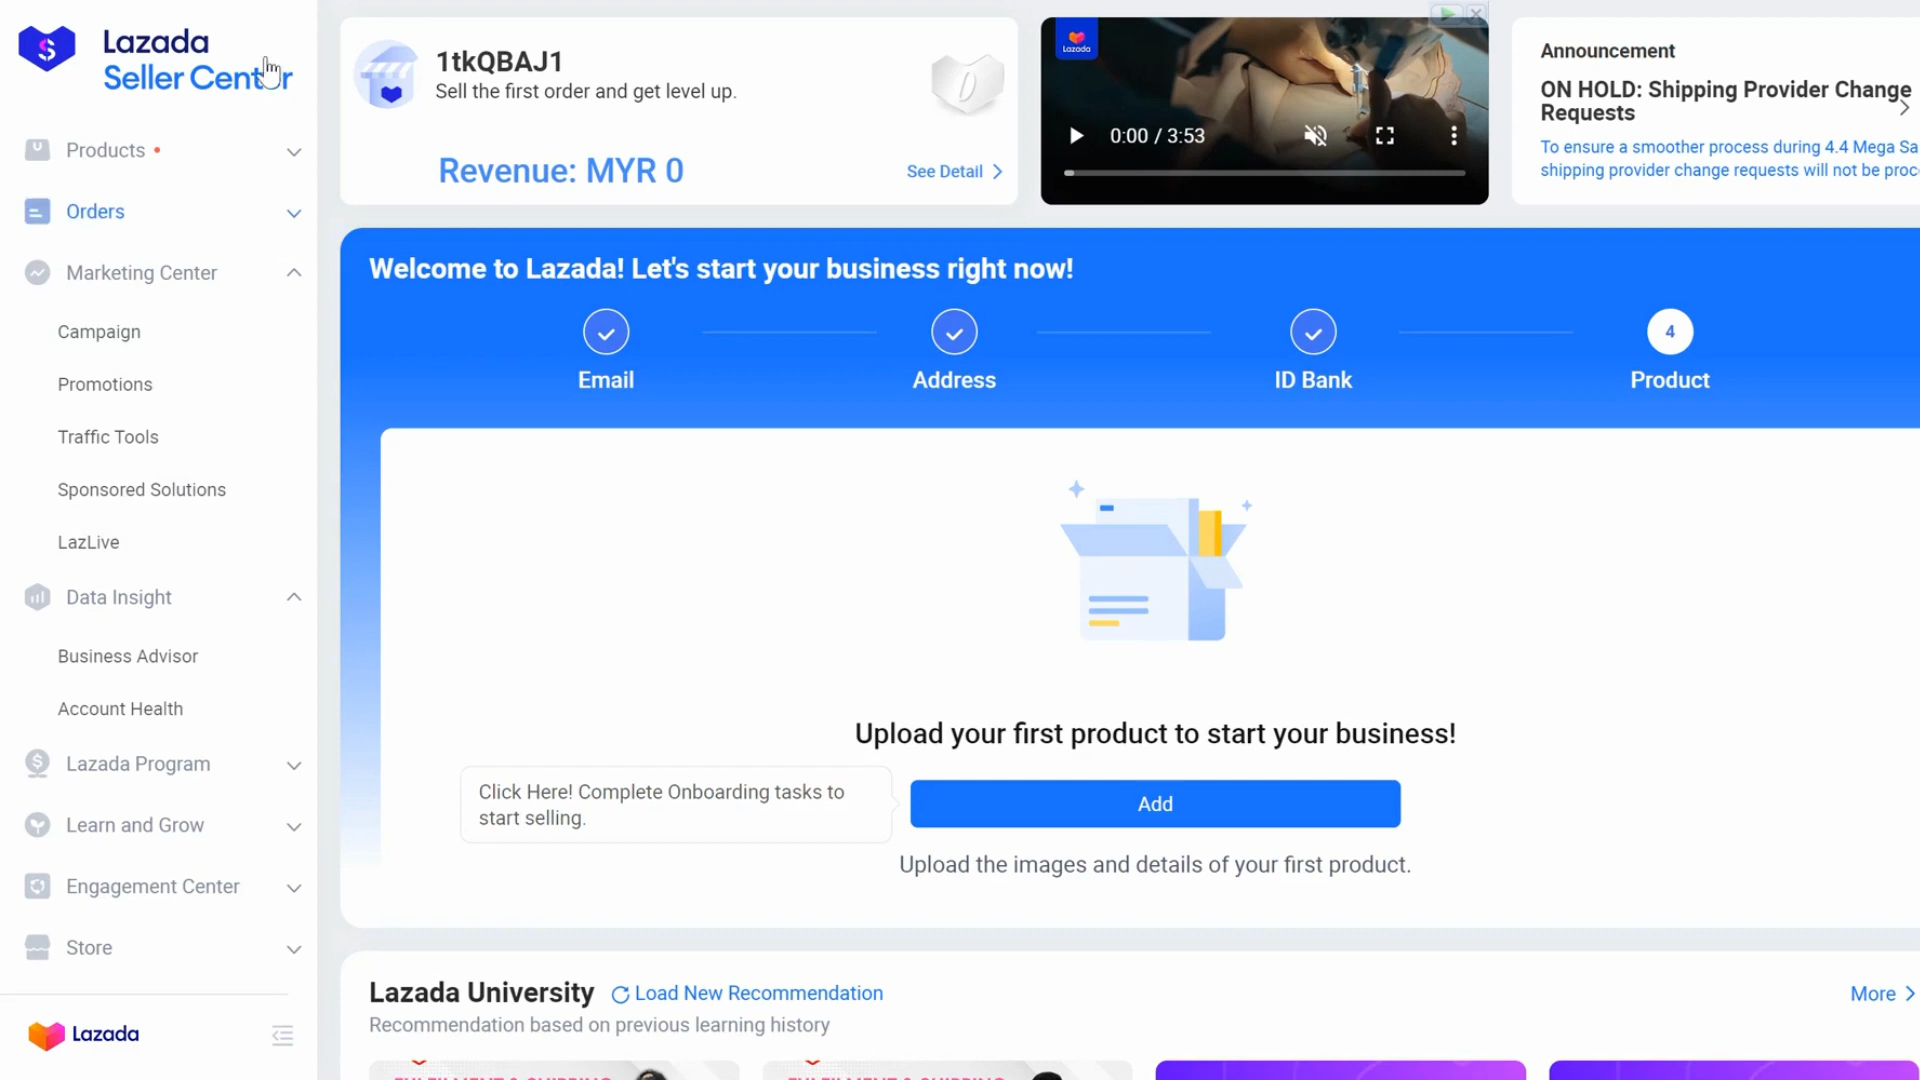 Lazada
Seller Center
Products
Orders
Marketing Center
Campaign
Promotions
Traffic Tools
Sponsored Solutions
LazLive
Data Insight
Business Advisor
Account Health
Lazada Program
Learn and Grow
Engagement Center
Store
Lazada
1tkQBAJ1
Sell the first order and get level up.
0
Revenue: MYR 0
See Detail
Lazada
0:00 / 3:53
Announcement
ON HOLD: Shipping Provider Change
Requests
To ensure a smoother process during 4.4 Mega Sa
shipping provider change requests will not be proc
Welcome to Lazada! Let's start your business right now!
4
Email
Address
ID Bank
Product
Upload your first product to start your business!
Click Here! Complete Onboarding tasks to
start selling.
Add
Upload the images and details of your first product.
Lazada University
Load New Recommendation
More
Recommendation based on previous learning history
FULFILMENT & SHIPPING
FULFILMENT & SHIPPING